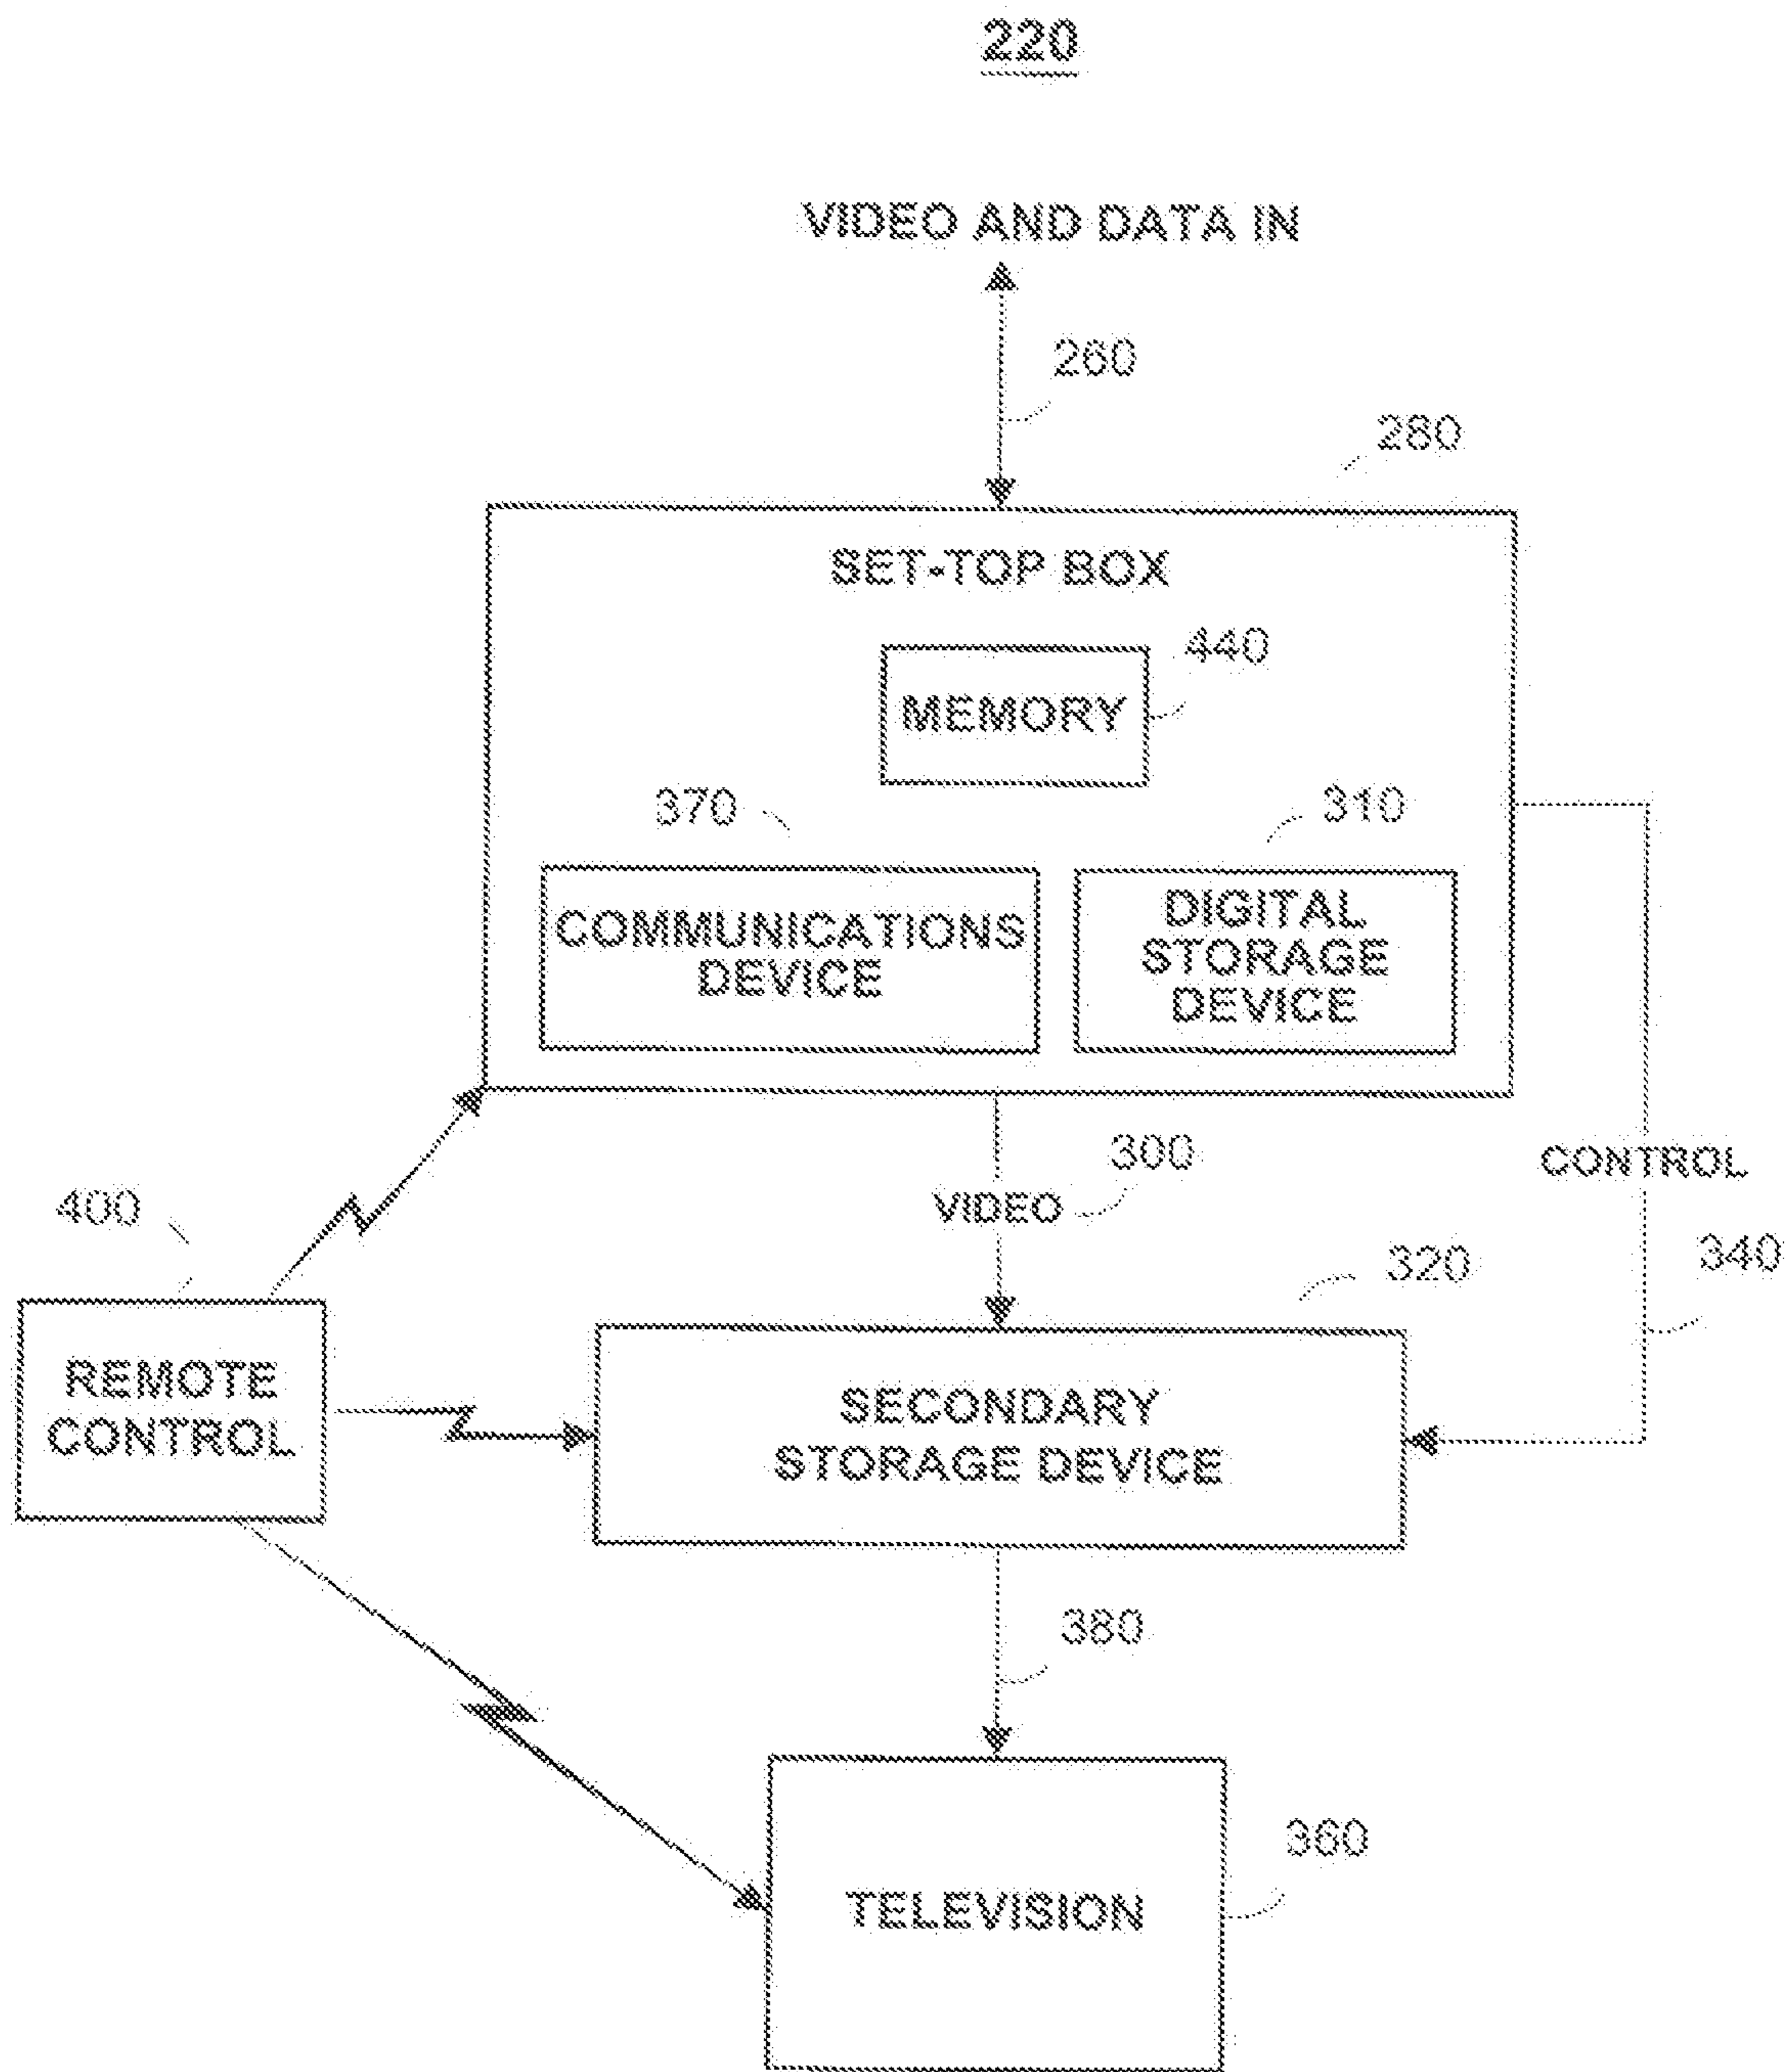 220
VIDEO AND DATA IN
260
280
SET-TOP BOX
440
MEMORY
370
310
COMMUNICATIONS
DEVICE
DIGITAL
STORAGE
DEVICE
300
VIDEO
CONTROL
400
320
340
REMOTE
CONTROL
SECONDARY
STORAGE DEVICE
380
360
TELEVISION